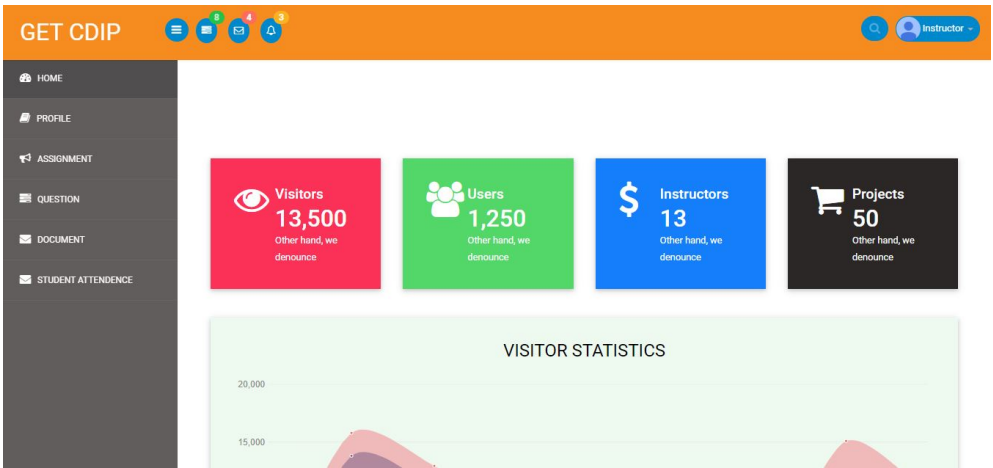 GET CDIP
8
4
3
Instructor
HOME
PROFILE
ASSIGNMENT
QUESTION
DOCUMENT
STUDENT ATTENDENCE
Visitors
13,500
Other hand, we
denounce
Users
1,250
Other hand, we
denounce
$
Instructors
13
Other hand, we
denounce
Projects
50
Other hand, we
denounce
VISITOR STATISTICS
20,000
15,000